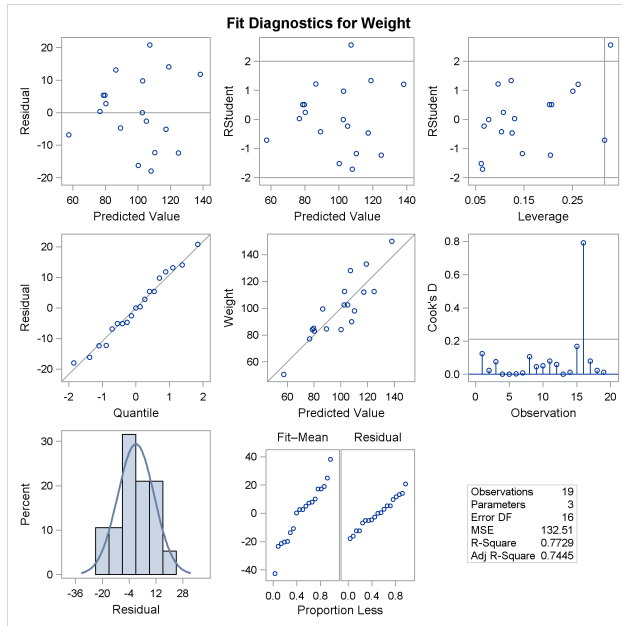 Fit Diagnostics for Weight
Residual
20
10
0
-10
-20
60 80 100 120 140
Predicted Value
RStudent
2
1
0
-1
-2
60 80 100 120 140
Predicted Value
RStudent
2
1
0
-1
-2
0.05 0.15 0.25
Leverage
Residual
20
10
0
-10
-20
-2 -1 0 1 2
Quantile
Weight
140
120
100
80
60
60 80 100 120 140
Predicted Value
Cook's D
0.8
0.6
0.4
0.2
0.0
0 5 10 15 20
Observation
Percent
30
20
10
0
-36 -20 -4 12 28
Residual
Fit–Mean Residual
40
20
0
-20
-40
0.0 0.4 0.8 0.0 0.4 0.8
Proportion Less
Observations 19
Parameters 3
Error DF 16
MSE 132.51
R-Square 0.7729
Adj R-Square 0.7445